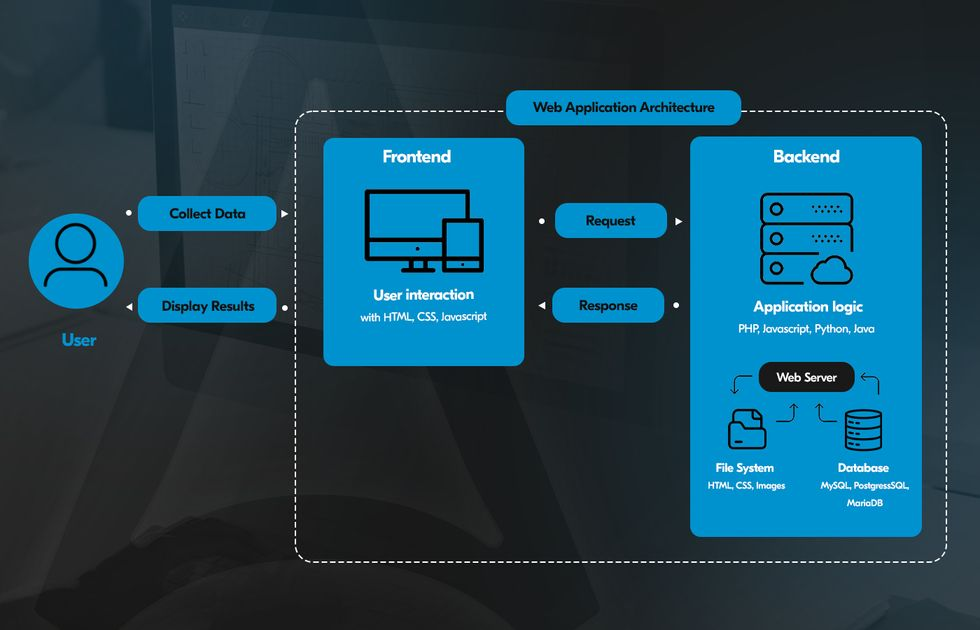 Web Application Architecture
Frontend
Backend
Collect Data
Request
User interaction
with HTML, CSS, Javascript
Display Results
Response
User
Application logic
PHP, Javascript, Python, Java
Web Server
File System
HTML, CSS, Images
Database
MySQL, PostgressSQL,
MariaDB